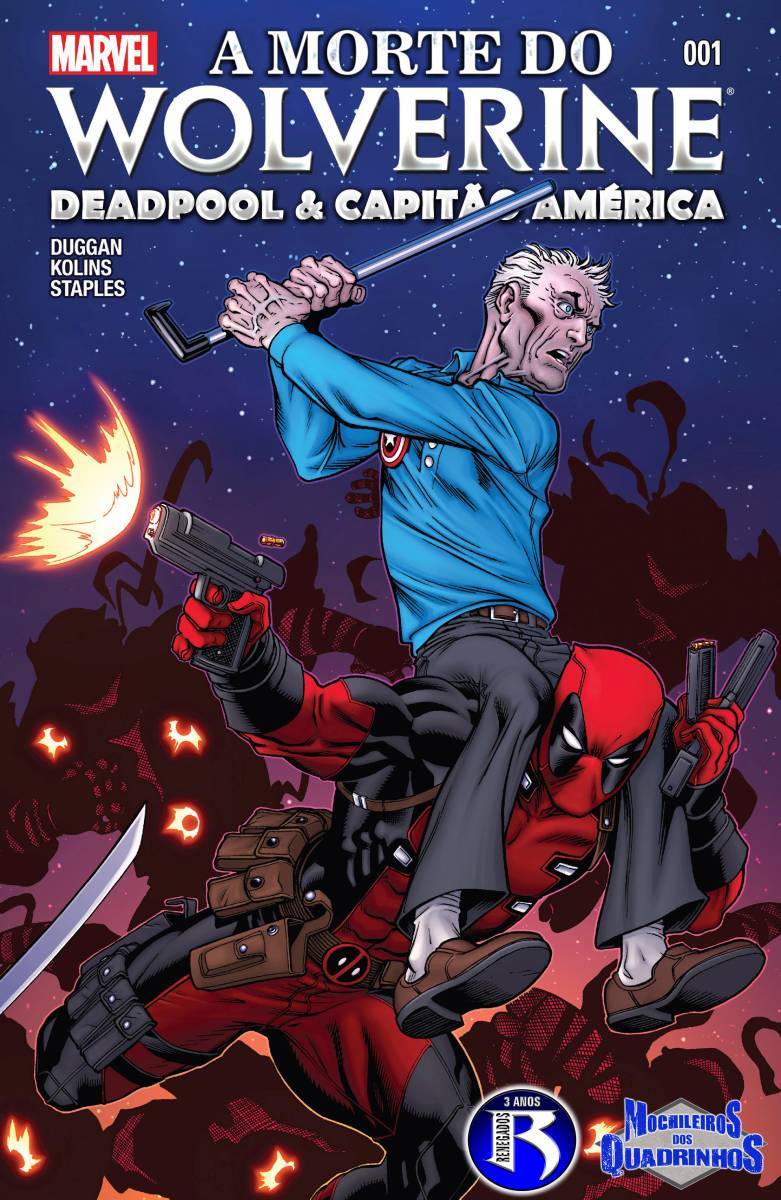 MARVEL
A MORTE DO
001
WOLVERINE®
DEADPOOL & CAPITÃO AMÉRICA
DUGGAN
KOLINS
STAPLES
3 ANOS
RENEGADOS
R
MOCHILEIROS
DOS
QUADRINHOS